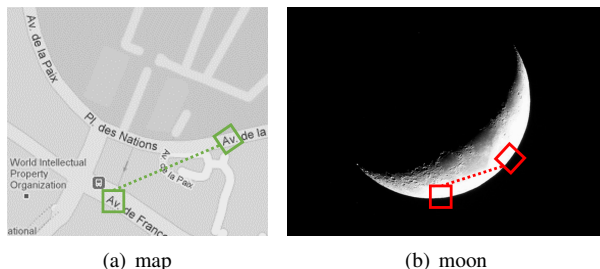 Av. de la Paix
Pl. des Nations
Av. de la
Av.
de la Paix
World Intellectual
Property
Organization
Av. de France
ational
(a) map
(b) moon